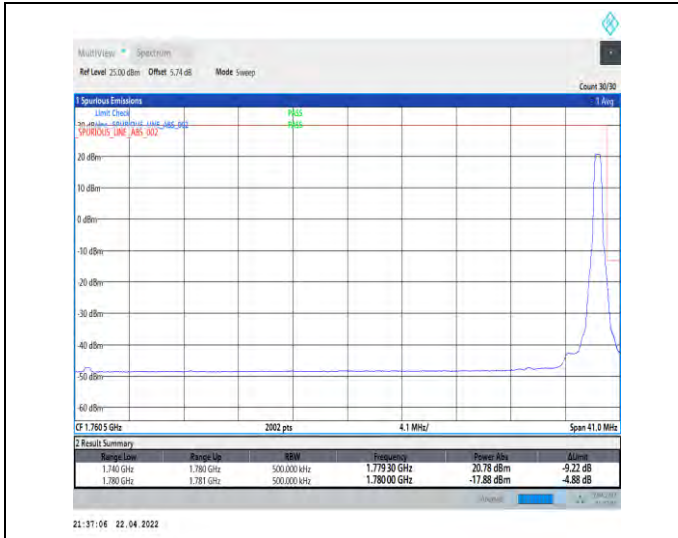 MultiView Spectrum
Ref Level 25.00 dBm Offset 5.74 dB Mode Sweep
Count 30/30
1 Spurious Emissions 1 Avg
Limit Check PASS
SPURIOUS_LINE_ABS_002 PASS
SPURIOUS_LINE_ABS_002
20 dBm
10 dBm
0 dBm
-10 dBm
-20 dBm
-30 dBm
-40 dBm
-50 dBm
-60 dBm
CF 1.760 5 GHz 2002 pts 4.1 MHz/ Span 41.0 MHz
2 Result Summary
Range Low Range Up RBW Frequency Power Abs ΔLimit
1.740 GHz 1.780 GHz 500.000 kHz 1.779 30 GHz 20.78 dBm -9.22 dB
1.780 GHz 1.781 GHz 500.000 kHz 1.780 00 GHz -17.88 dBm -4.88 dB
21:37:06 22.04.2022